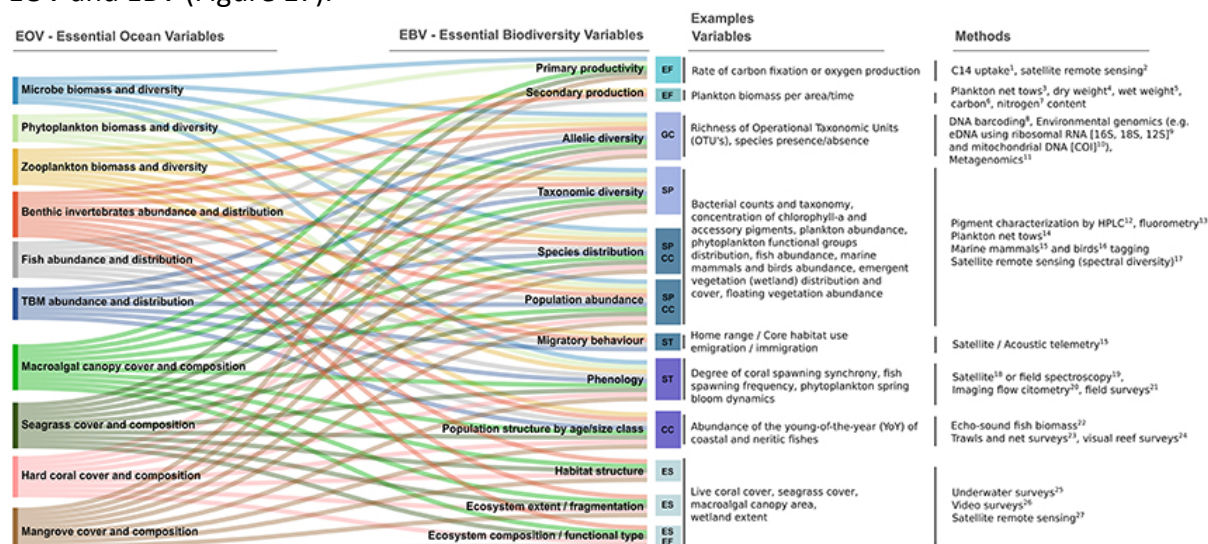 EOV and EBV (Figure 27).
EOV - Essential Ocean Variables
EBV - Essential Biodiversity Variables
Examples
Variables
Methods
Microbe biomass and diversity
Phytoplankton biomass and diversity
Zooplankton biomass and diversity
Benthic invertebrates abundance and distribution
Fish abundance and distribution
TBM abundance and distribution
Macroalgal canopy cover and composition
Seagrass cover and composition
Hard coral cover and composition
Mangrove cover and composition
Primary productivity
Secondary production
Allelic diversity
Taxonomic diversity
Species distribution
Population abundance
Migratory behaviour
Phenology
Population structure by age/size class
Habitat structure
Ecosystem extent / fragmentation
Ecosystem composition / functional type
EF
EF
GC
SP
SP
CC
SP
CC
ST
ST
CC
ES
ES
ES
EF
Rate of carbon fixation or oxygen production
Plankton biomass per area/time
Richness of Operational Taxonomic Units
(OTU's), species presence/absence
Bacterial counts and taxonomy,
concentration of chlorophyll-a and
accessory pigments, plankton abundance,
phytoplankton functional groups
distribution, fish abundance, marine
mammals and birds abundance, emergent
vegetation (wetland) distribution and
cover, floating vegetation abundance
Home range / Core habitat use
emigration / immigration
Degree of coral spawning synchrony, fish
spawning frequency, phytoplankton spring
bloom dynamics
Abundance of the young-of-the-year (YoY) of
coastal and neritic fishes
Live coral cover, seagrass cover,
macroalgal canopy area,
wetland extent
C14 uptake¹, satellite remote sensing²
Plankton net tows³, dry weight⁴, wet weight⁵,
carbon⁶, nitrogen⁷ content
DNA barcoding⁸, Environmental genomics (e.g.
eDNA using ribosomal RNA [16S, 18S, 12S]⁹
and mitochondrial DNA [COI]¹⁰),
Metagenomics¹¹
Pigment characterization by HPLC¹², fluorometry¹³
Plankton net tows¹⁴
Marine mammals¹⁵ and birds¹⁶ tagging
Satellite remote sensing (spectral diversity)¹⁷
Satellite / Acoustic telemetry¹⁵
Satellite¹⁸ or field spectroscopy¹⁹,
Imaging flow citometry²⁰, field surveys²¹
Echo-sound fish biomass²²
Trawls and net surveys²³, visual reef surveys²⁴
Underwater surveys²⁵
Video surveys²⁶
Satellite remote sensing²⁷